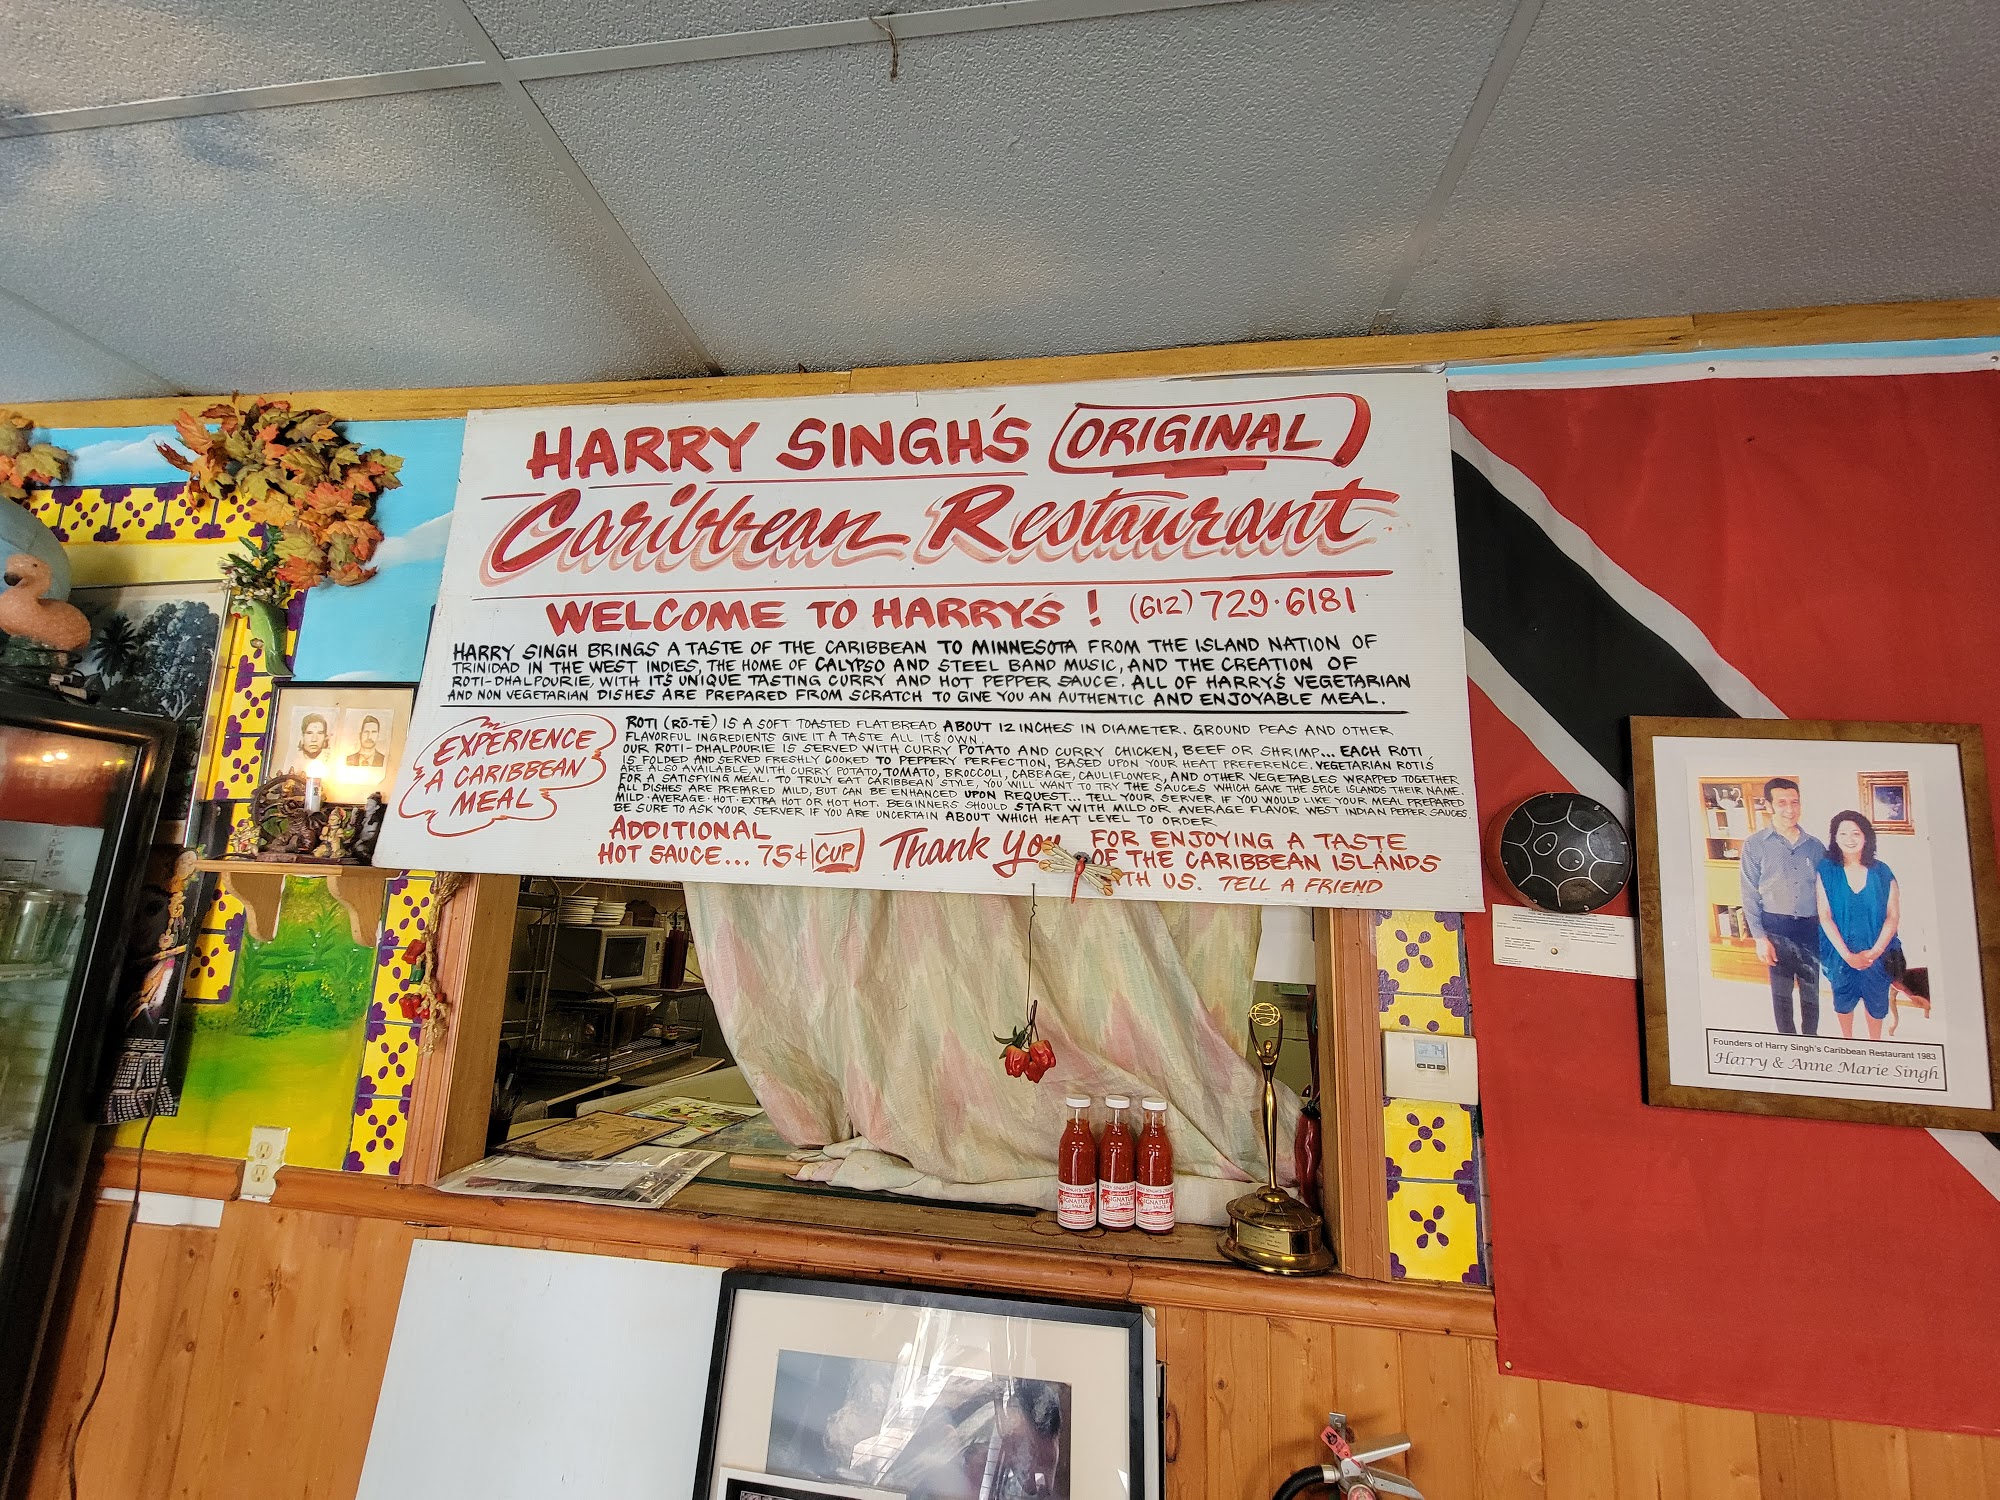 HARRY SINGH'S ORIGINAL
Caribbean Restaurant
WELCOME TO HARRY'S! (612) 729·6181
HARRY SINGH BRINGS A TASTE OF THE CARIBBEAN TO MINNESOTA FROM THE ISLAND NATION OF
TRINIDAD IN THE WEST INDIES, THE HOME OF CALYPSO AND STEEL BAND MUSIC, AND THE CREATION OF
ROTI-DHALPOURIE, WITH IT'S UNIQUE TASTING CURRY AND HOT PEPPER SAUCE. ALL OF HARRY'S VEGETARIAN
AND NON VEGETARIAN DISHES ARE PREPARED FROM SCRATCH TO GIVE YOU AN AUTHENTIC AND ENJOYABLE MEAL.
EXPERIENCE
A CARIBBEAN
MEAL
ROTI (RŌ-TĒ) IS A SOFT TOASTED FLATBREAD ABOUT 12 INCHES IN DIAMETER. GROUND PEAS AND OTHER
FLAVORFUL INGREDIENTS GIVE IT A TASTE ALL IT'S OWN.
OUR ROTI-DHALPOURIE IS SERVED WITH CURRY POTATO AND CURRY CHICKEN, BEEF OR SHRIMP... EACH ROTI
IS FOLDED AND SERVED FRESHLY COOKED TO PEPPERY PERFECTION, BASED UPON YOUR HEAT PREFERENCE. VEGETARIAN ROTI'S
ARE ALSO AVAILABLE, WITH CURRY POTATO, TOMATO, BROCCOLI, CABBAGE, CAULIFLOWER, AND OTHER VEGETABLES WRAPPED TOGETHER
FOR A SATISFYING MEAL. TO TRULY EAT CARIBBEAN STYLE, YOU WILL WANT TO TRY THE SAUCES WHICH GAVE THE SPICE ISLANDS THEIR NAME.
ALL DISHES ARE PREPARED MILD, BUT CAN BE ENHANCED UPON REQUEST... TELL YOUR SERVER IF YOU WOULD LIKE YOUR MEAL PREPARED
MILD·AVERAGE·HOT·EXTRA HOT OR HOT HOT. BEGINNERS SHOULD START WITH MILD OR AVERAGE FLAVOR WEST INDIAN PEPPER SAUCES
BE SURE TO ASK YOUR SERVER IF YOU ARE UNCERTAIN ABOUT WHICH HEAT LEVEL TO ORDER
ADDITIONAL
HOT SAUCE... 75¢ CUP
Thank You FOR ENJOYING A TASTE
OF THE CARIBBEAN ISLANDS
WITH US. TELL A FRIEND
Founders of Harry Singh's Caribbean Restaurant 1983
Harry & Anne Marie Singh
74
SIGNATURE
SIGNATURE